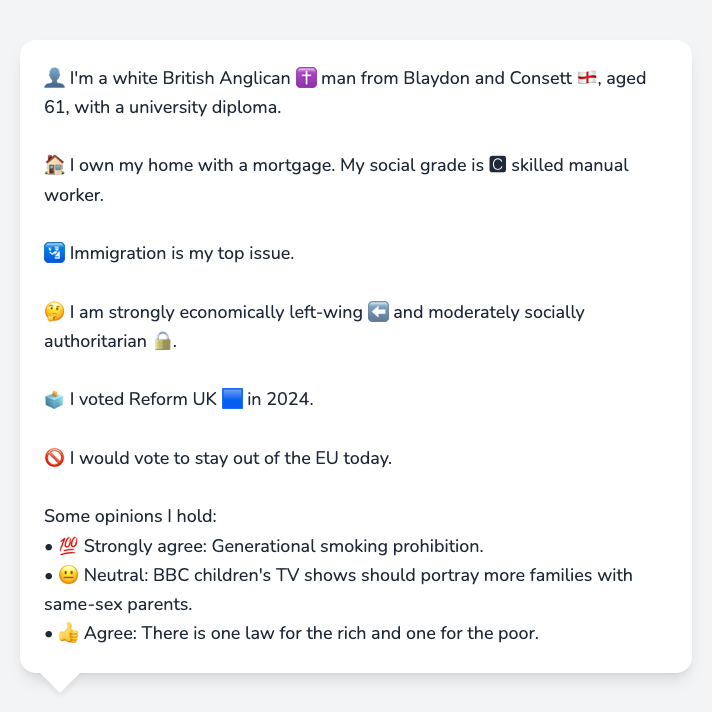 👤 I'm a white British Anglican ✝️ man from Blaydon and Consett 🏴󠁧󠁢󠁥󠁮󠁧󠁿, aged
61, with a university diploma.
🏠 I own my home with a mortgage. My social grade is 🅲 skilled manual
worker.
🛂 Immigration is my top issue.
🤔 I am strongly economically left-wing ⬅️ and moderately socially
authoritarian 🔒.
🗳️ I voted Reform UK 🟦 in 2024.
🚫 I would vote to stay out of the EU today.
Some opinions I hold:
• 💯 Strongly agree: Generational smoking prohibition.
• 😐 Neutral: BBC children's TV shows should portray more families with
same-sex parents.
• 👍 Agree: There is one law for the rich and one for the poor.